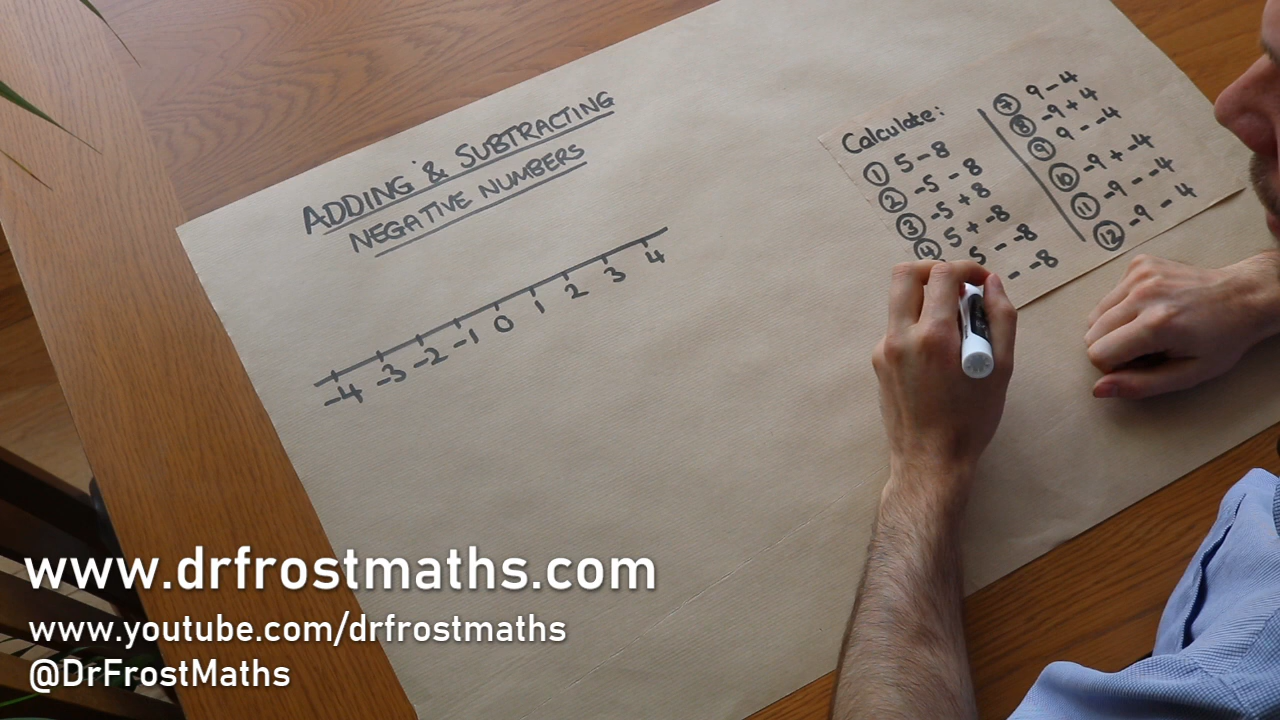 ADDING & SUBTRACTING
NEGATIVE NUMBERS
-4 -3 -2 -1 0 1 2 3 4
Calculate:
① 5 - 8
② -5 - 8
③ -5 + 8
④ 5 + -8
5 - -8
- -8
⑦ 9 - 4
⑧ -9 + 4
⑨ 9 - -4
⑩ -9 + -4
⑪ -9 - -4
⑫ -9 - 4
www.drfrostmaths.com
www.youtube.com/drfrostmaths
@DrFrostMaths